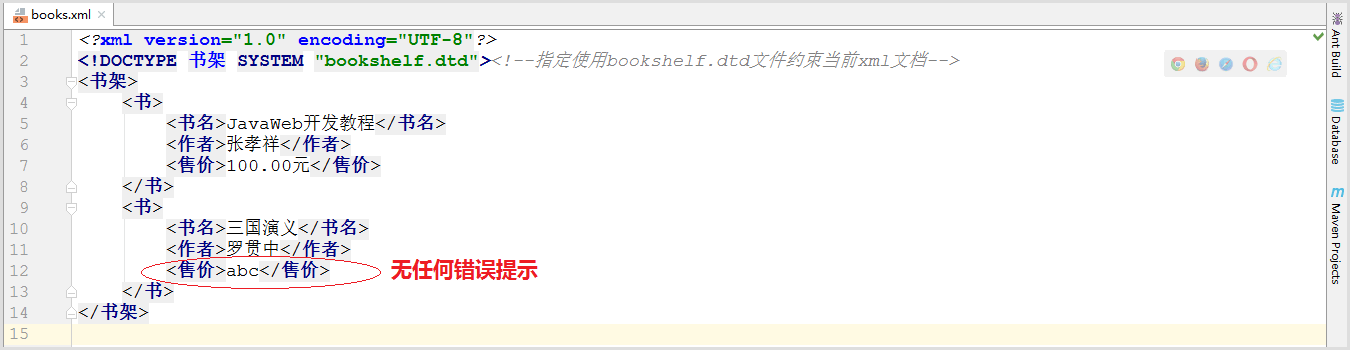 books.xml
1 <?xml version="1.0" encoding="UTF-8"?>
2 <!DOCTYPE 书架 SYSTEM "bookshelf.dtd"><!--指定使用bookshelf.dtd文件约束当前xml文档-->
3 <书架>
4 <书>
5 <书名>JavaWeb开发教程</书名>
6 <作者>张孝祥</作者>
7 <售价>100.00元</售价>
8 </书>
9 <书>
10 <书名>三国演义</书名>
11 <作者>罗贯中</作者>
12 <售价>abc</售价> 无任何错误提示
13 </书>
14 </书架>
15
Ant Build
Database
m Maven Projects